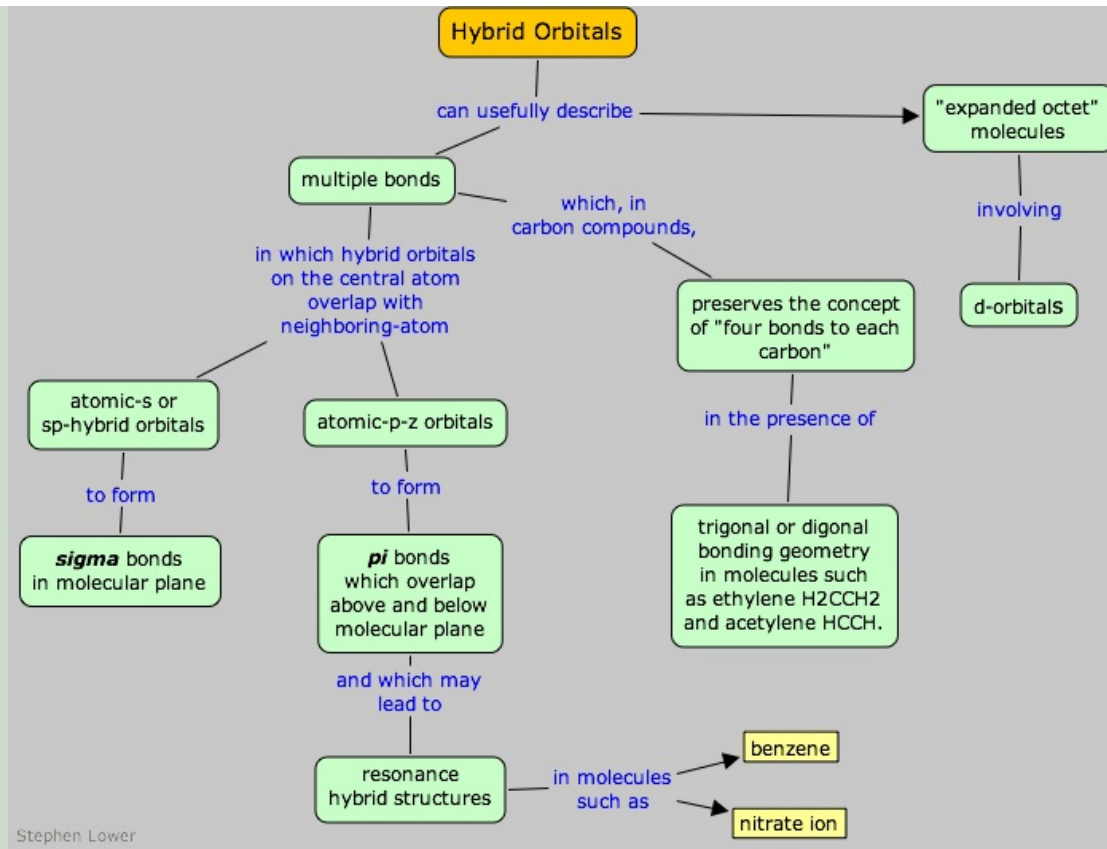 Hybrid Orbitals
can usefully describe
"expanded octet"
molecules
involving
d-orbitals
multiple bonds
which, in
carbon compounds,
preserves the concept
of "four bonds to each
carbon"
in the presence of
trigonal or digonal
bonding geometry
in molecules such
as ethylene H2CCH2
and acetylene HCCH.
in which hybrid orbitals
on the central atom
overlap with
neighboring-atom
atomic-s or
sp-hybrid orbitals
to form
sigma bonds
in molecular plane
atomic-p-z orbitals
to form
pi bonds
which overlap
above and below
molecular plane
and which may
lead to
resonance
hybrid structures
in molecules
such as
benzene
nitrate ion
Stephen Lower